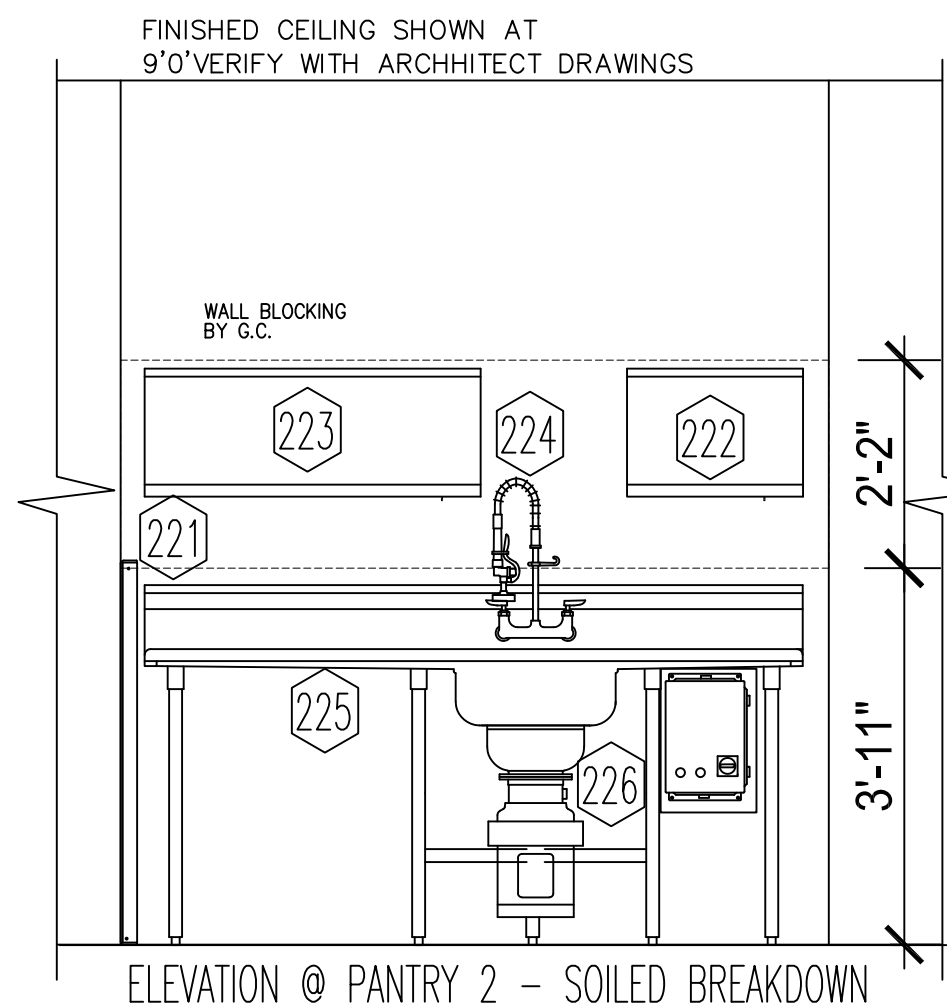 FINISHED CEILING SHOWN AT
9'0'VERIFY WITH ARCHHITECT DRAWINGS
WALL BLOCKING
BY G.C.
223
224
222
2'-2"
221
225
3'-11"
226
ELEVATION @ PANTRY 2 – SOILED BREAKDOWN